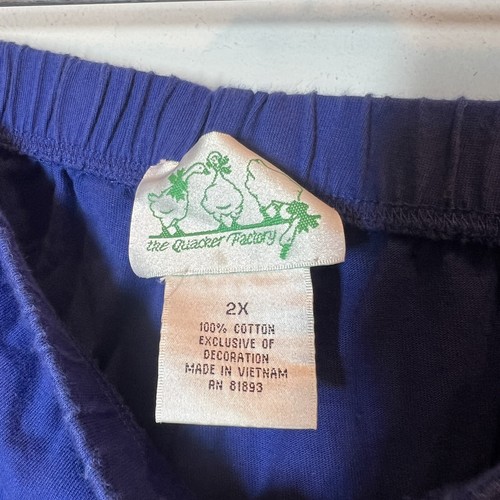 the Quacker Factory
2X
100% COTTON
EXCLUSIVE OF
DECORATION
MADE IN VIETNAM
RN 81893